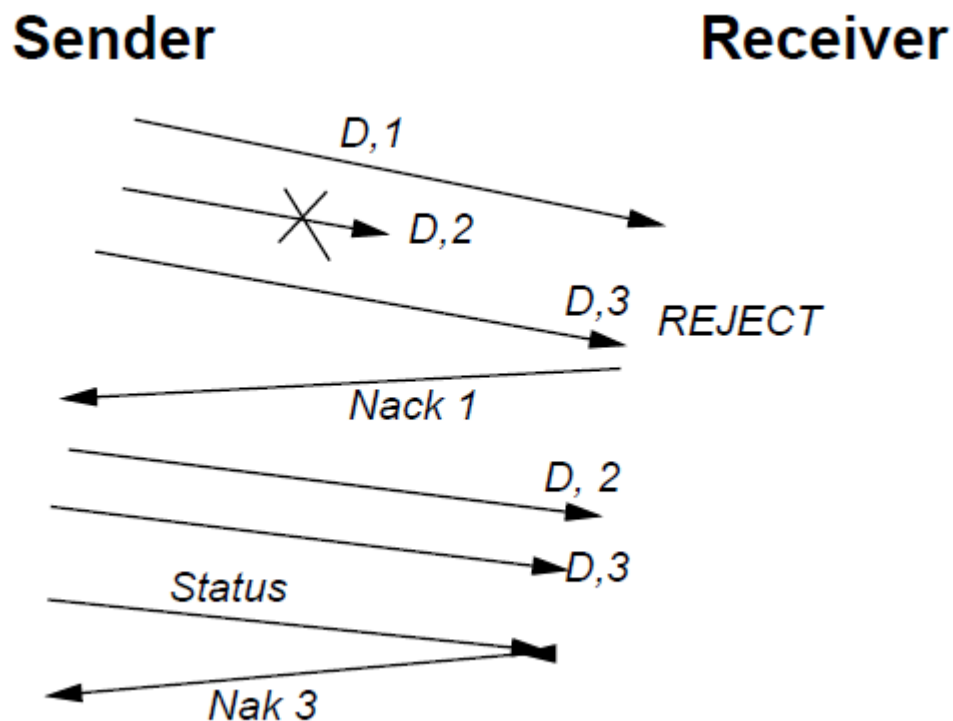 Sender
Receiver
D,1
D,2
D,3
REJECT
Nack 1
D, 2
D,3
Status
Nak 3